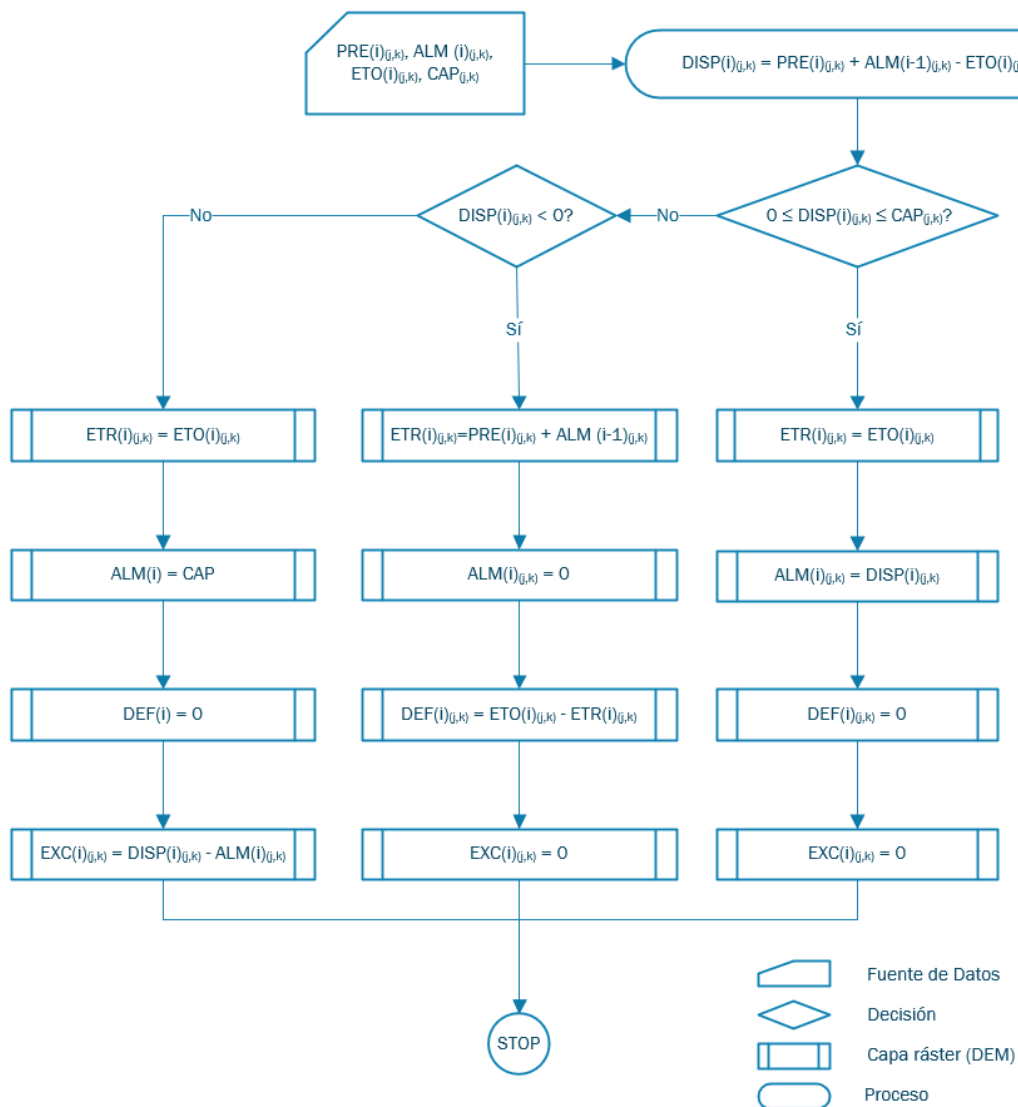 PRE(i)(j,k), ALM (i)(j,k),
ETO(i)(j,k), CAP(j,k)
DISP(i)(j,k) = PRE(i)(j,k) + ALM(i-1)(j,k) - ETO(i)(j
0 ≤ DISP(i)(j,k) ≤ CAP(j,k)?
No
DISP(i)(j,k) < 0?
No
Sí
Sí
ETR(i)(j,k) = ETO(i)(j,k)
ETR(i)(j,k)=PRE(i)(j,k) + ALM (i-1)(j,k)
ETR(i)(j,k) = ETO(i)(j,k)
ALM(i) = CAP
ALM(i)(j,k) = 0
ALM(i)(j,k) = DISP(i)(j,k)
DEF(i) = 0
DEF(i)(j,k) = ETO(i)(j,k) - ETR(i)(j,k)
DEF(i)(j,k) = 0
EXC(i)(j,k) = DISP(i)(j,k) - ALM(i)(j,k)
EXC(i)(j,k) = 0
EXC(i)(j,k) = 0
STOP
Fuente de Datos
Decisión
Capa ráster (DEM)
Proceso